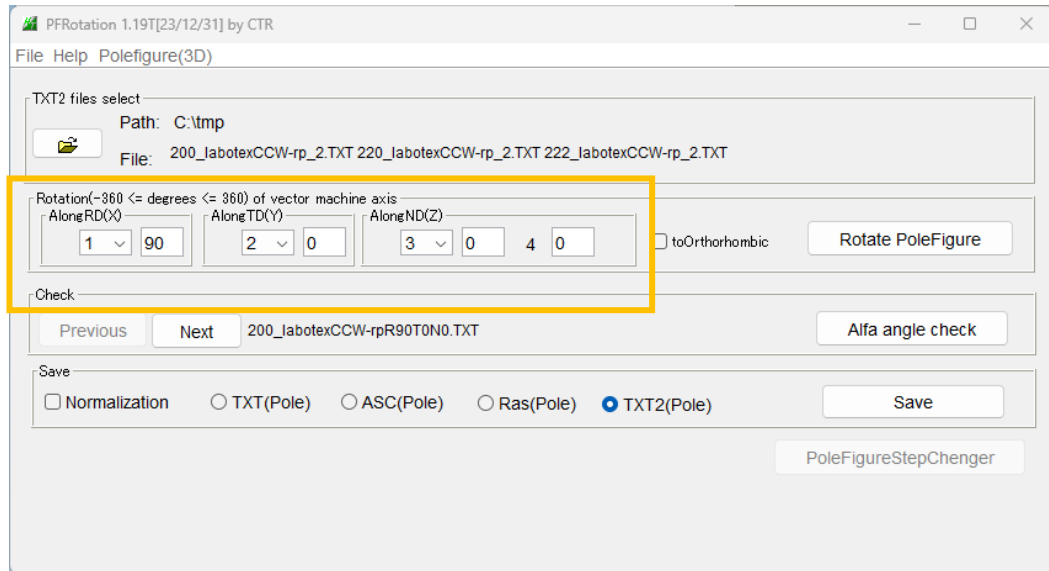 PFRotation 1.19T[23/12/31] by CTR
File Help Polefigure(3D)
TXT2 files select
Path: C:\tmp
File: 200_labotexCCW-rp_2.TXT 220_labotexCCW-rp_2.TXT 222_labotexCCW-rp_2.TXT
Rotation(-360 <= degrees <= 360) of vector machine axis
AlongRD(X) AlongTD(Y) AlongND(Z)
1 90 2 0 3 0 4 0 toOrthorhombic Rotate PoleFigure
Check
Previous Next 200_labotexCCW-rpR90T0N0.TXT Alfa angle check
Save
Normalization TXT(Pole) ASC(Pole) Ras(Pole) TXT2(Pole) Save
PoleFigureStepChenger